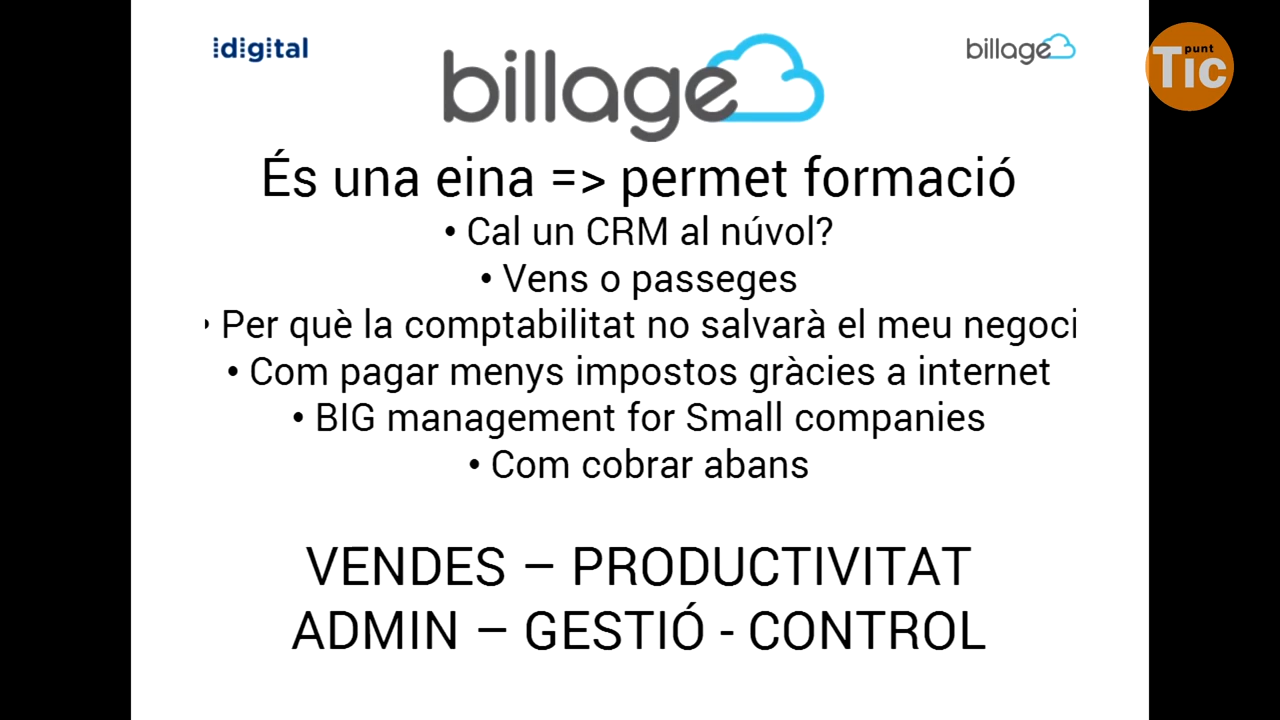 idigital
billage
billage
punt
Tic
És una eina => permet formació
• Cal un CRM al núvol?
• Vens o passeges
• Per què la comptabilitat no salvarà el meu negoci
• Com pagar menys impostos gràcies a internet
• BIG management for Small companies
• Com cobrar abans
VENDES – PRODUCTIVITAT
ADMIN – GESTIÓ - CONTROL